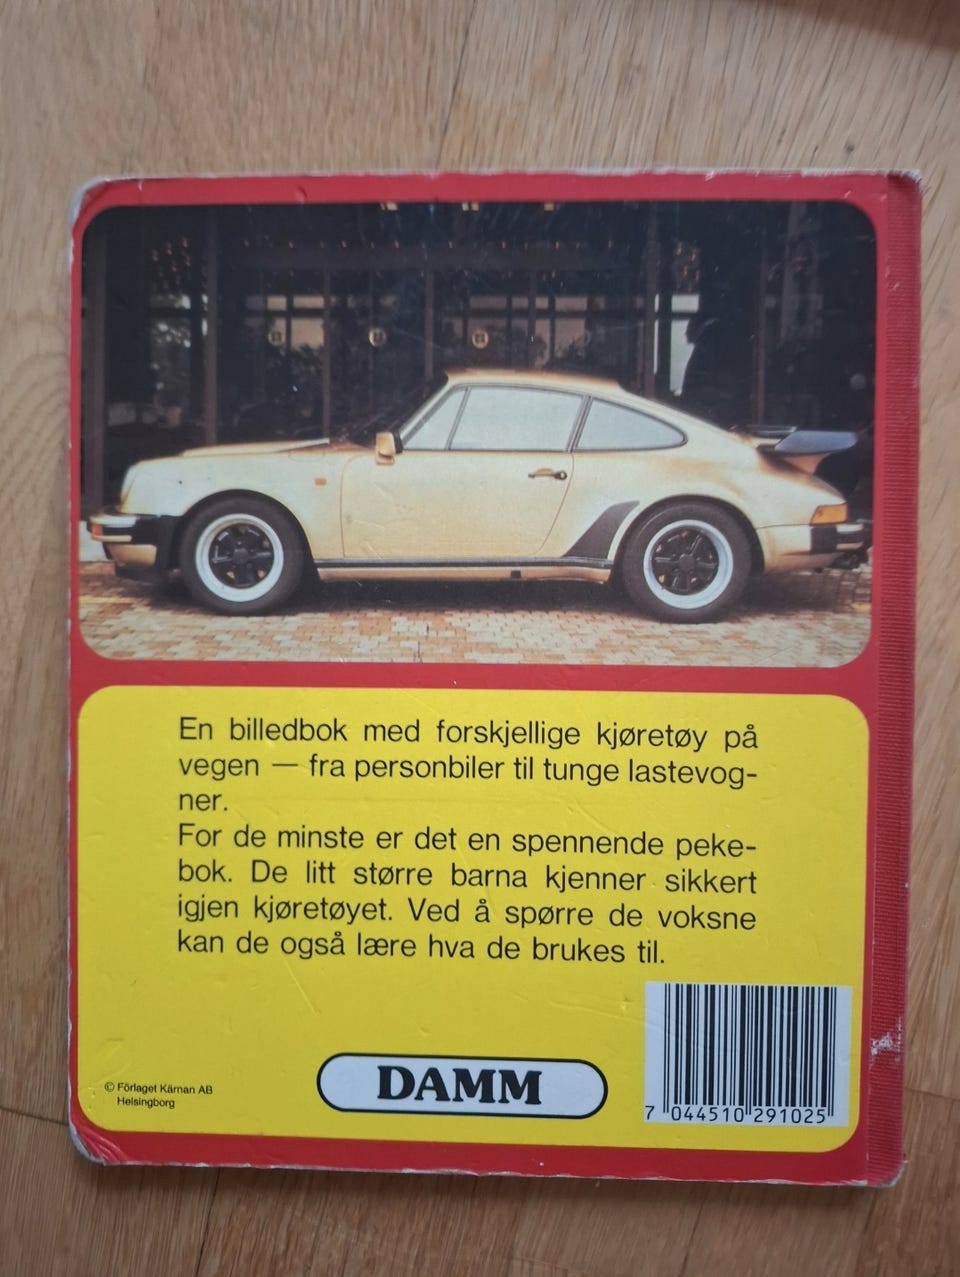 En billedbok med forskjellige kjøretøy på
vegen — fra personbiler til tunge lastevog-
ner.
For de minste er det en spennende peke-
bok. De litt større barna kjenner sikkert
igjen kjøretøyet. Ved å spørre de voksne
kan de også lære hva de brukes til.
© Förlaget Kärnan AB
Helsingborg
DAMM
7 044510 291025